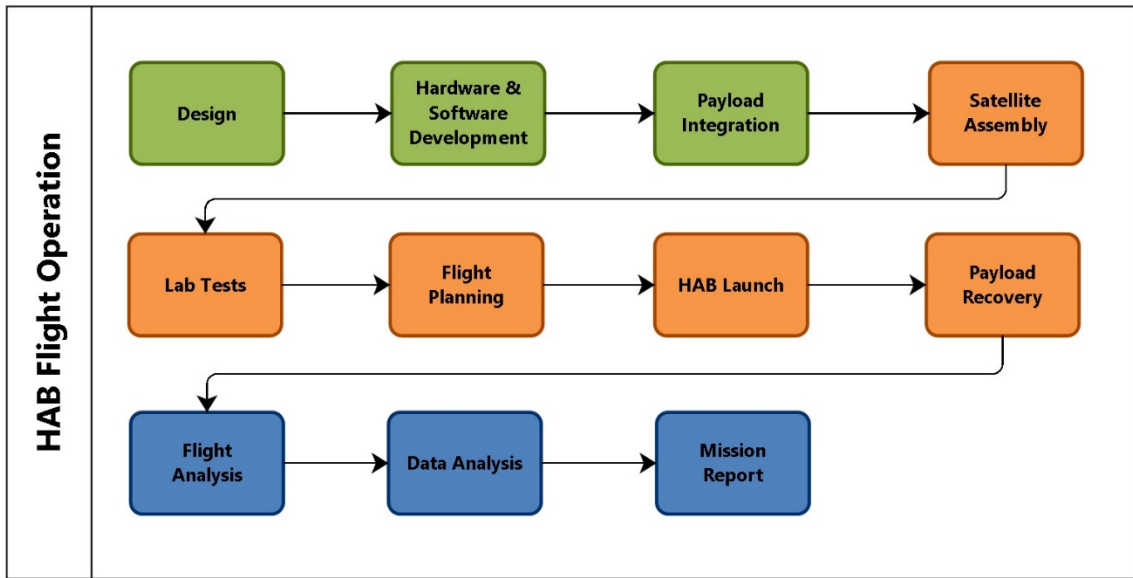 HAB Flight Operation
Design
Hardware &
Software
Development
Payload
Integration
Satellite
Assembly
Lab Tests
Flight
Planning
HAB Launch
Payload
Recovery
Flight
Analysis
Data Analysis
Mission
Report